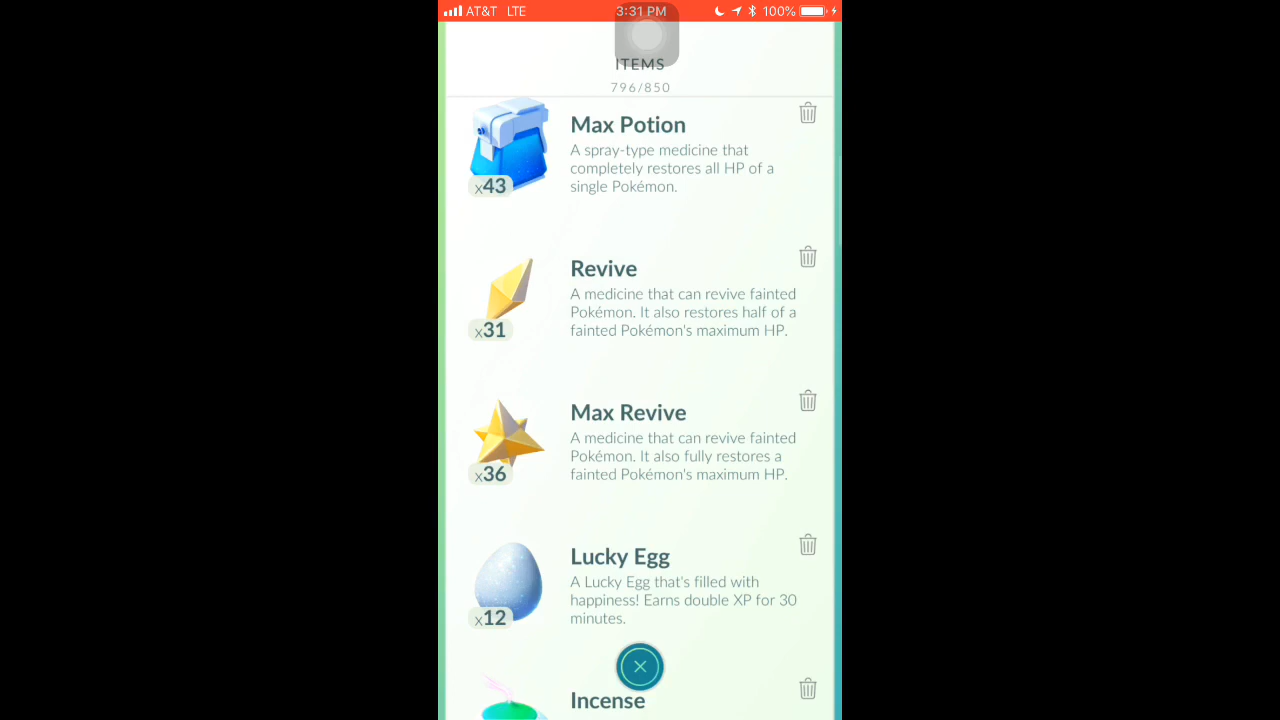 AT&T LTE 3:31 PM 100%
ITEMS
796/850
Max Potion
A spray-type medicine that
completely restores all HP of a
single Pokémon.
x43
Revive
A medicine that can revive fainted
Pokémon. It also restores half of a
fainted Pokémon's maximum HP.
x31
Max Revive
A medicine that can revive fainted
Pokémon. It also fully restores a
fainted Pokémon's maximum HP.
x36
Lucky Egg
A Lucky Egg that's filled with
happiness! Earns double XP for 30
minutes.
x12
Incense